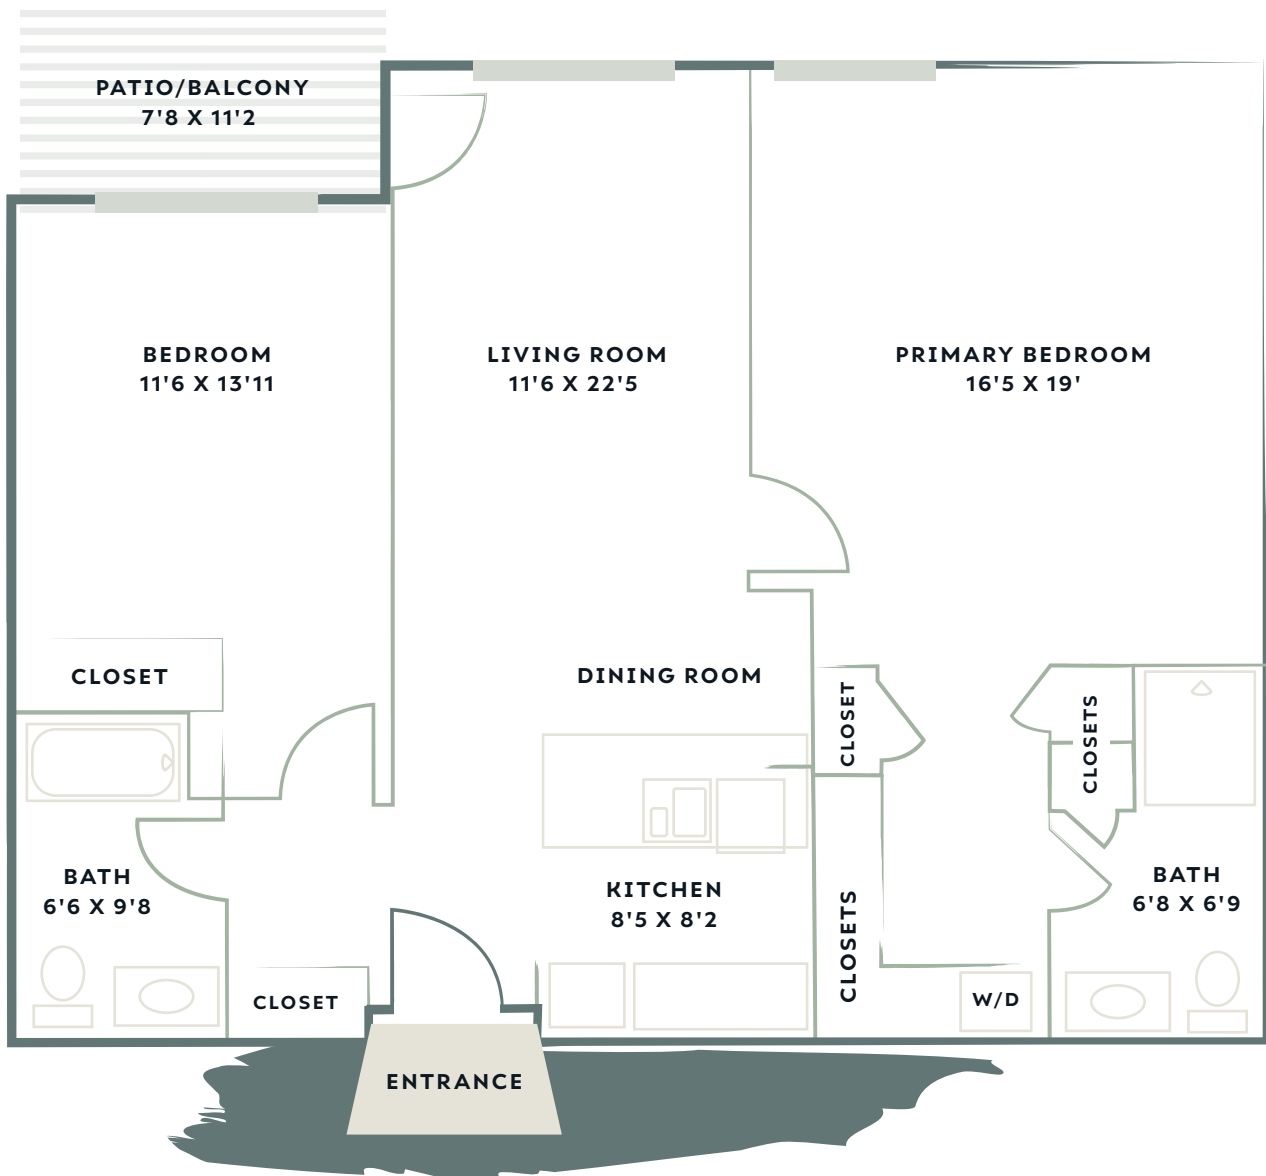 PATIO/BALCONY
7'8 X 11'2
BEDROOM
11'6 X 13'11
LIVING ROOM
11'6 X 22'5
PRIMARY BEDROOM
16'5 X 19'
CLOSET
DINING ROOM
CLOSET
CLOSETS
BATH
6'6 X 9'8
KITCHEN
8'5 X 8'2
CLOSETS
BATH
6'8 X 6'9
CLOSET
W/D
ENTRANCE